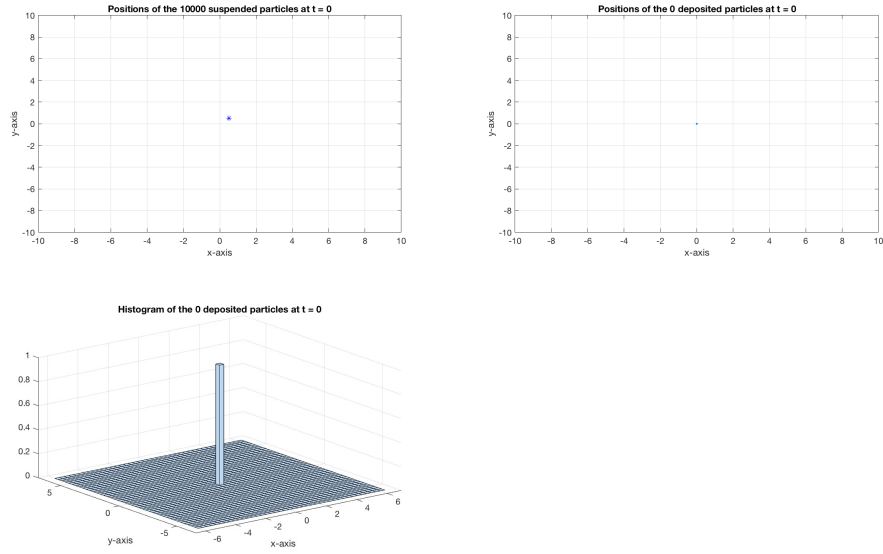 Positions of the 10000 suspended particles at t = 0
10
8
6
4
2
0
-2
-4
-6
-8
-10
y-axis
-10 -8 -6 -4 -2 0 2 4 6 8 10
x-axis
Positions of the 0 deposited particles at t = 0
10
8
6
4
2
0
-2
-4
-6
-8
-10
y-axis
-10 -8 -6 -4 -2 0 2 4 6 8 10
x-axis
Histogram of the 0 deposited particles at t = 0
1
0.8
0.6
0.4
0.2
0
5
0
-5
y-axis
-6 -4 -2 0 2 4 6
x-axis